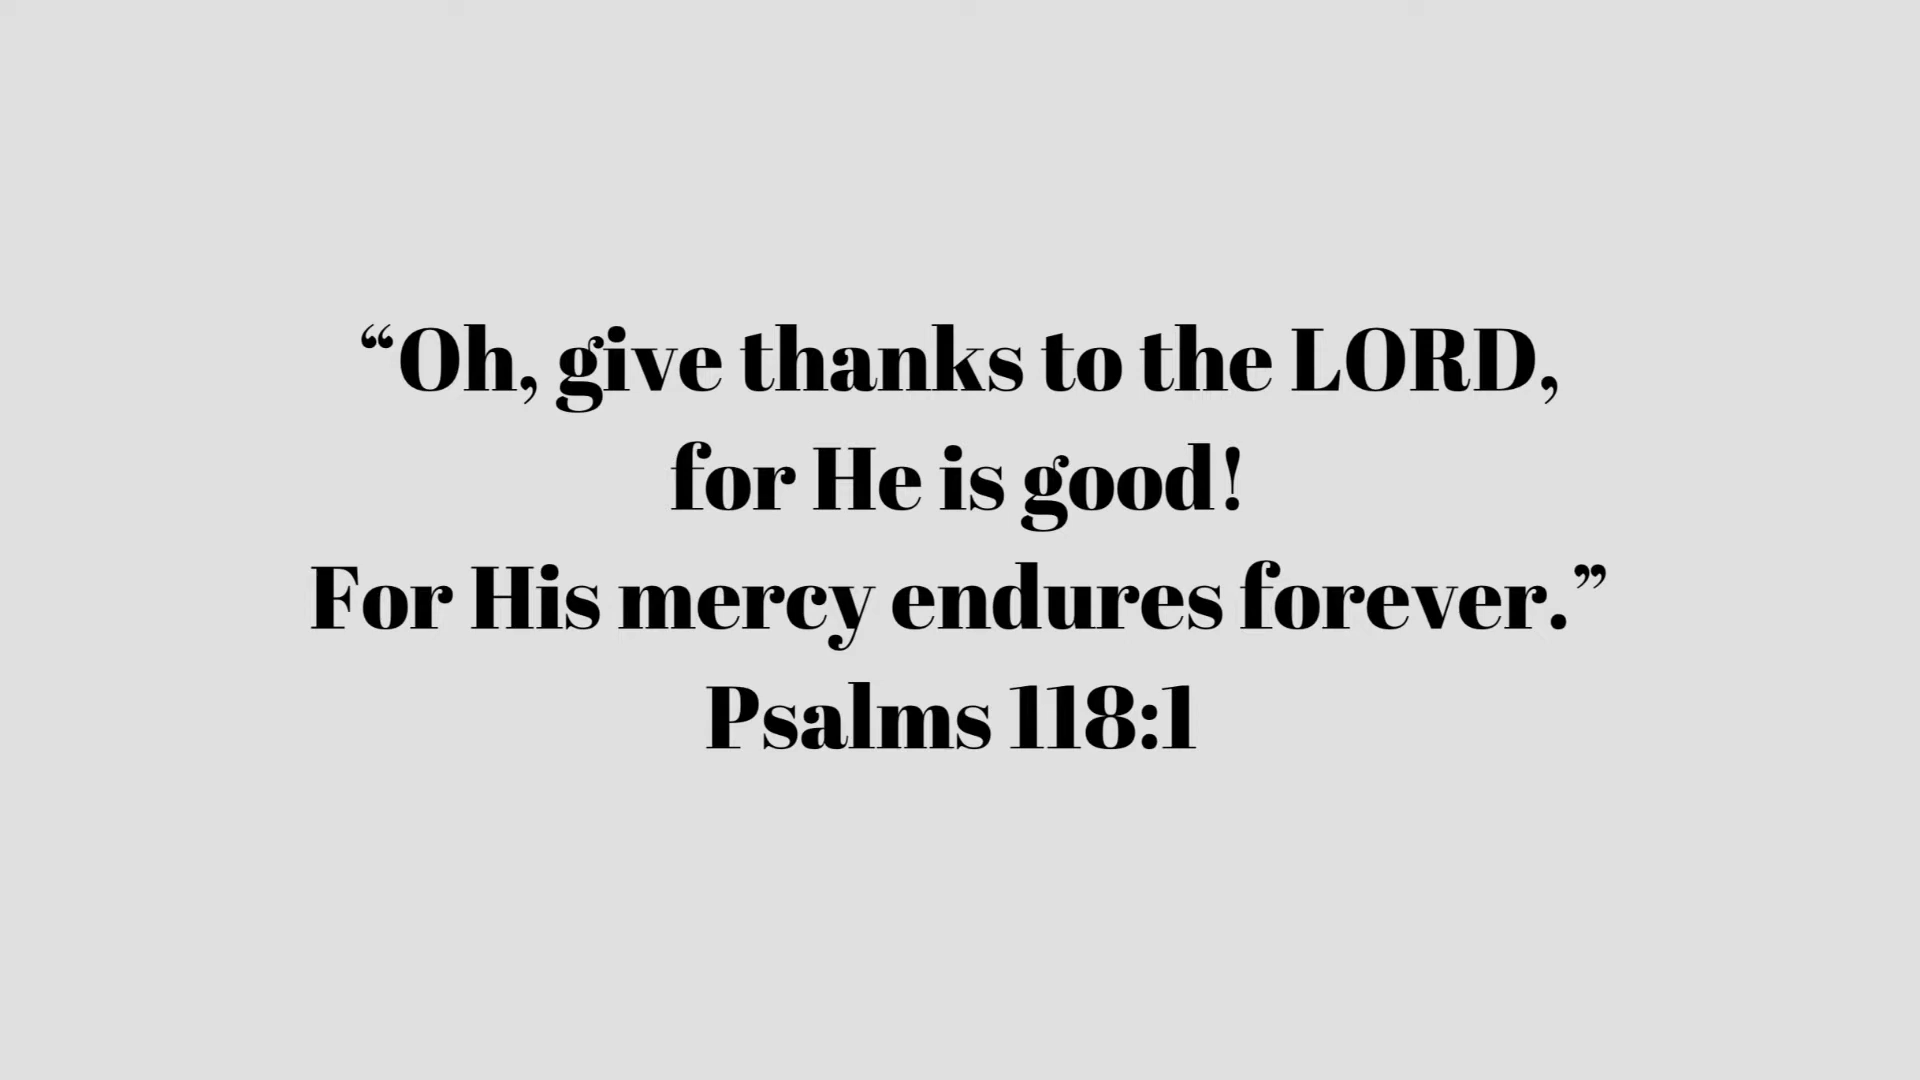 “Oh, give thanks to the LORD,
for He is good!
For His mercy endures forever.”
Psalms 118:1